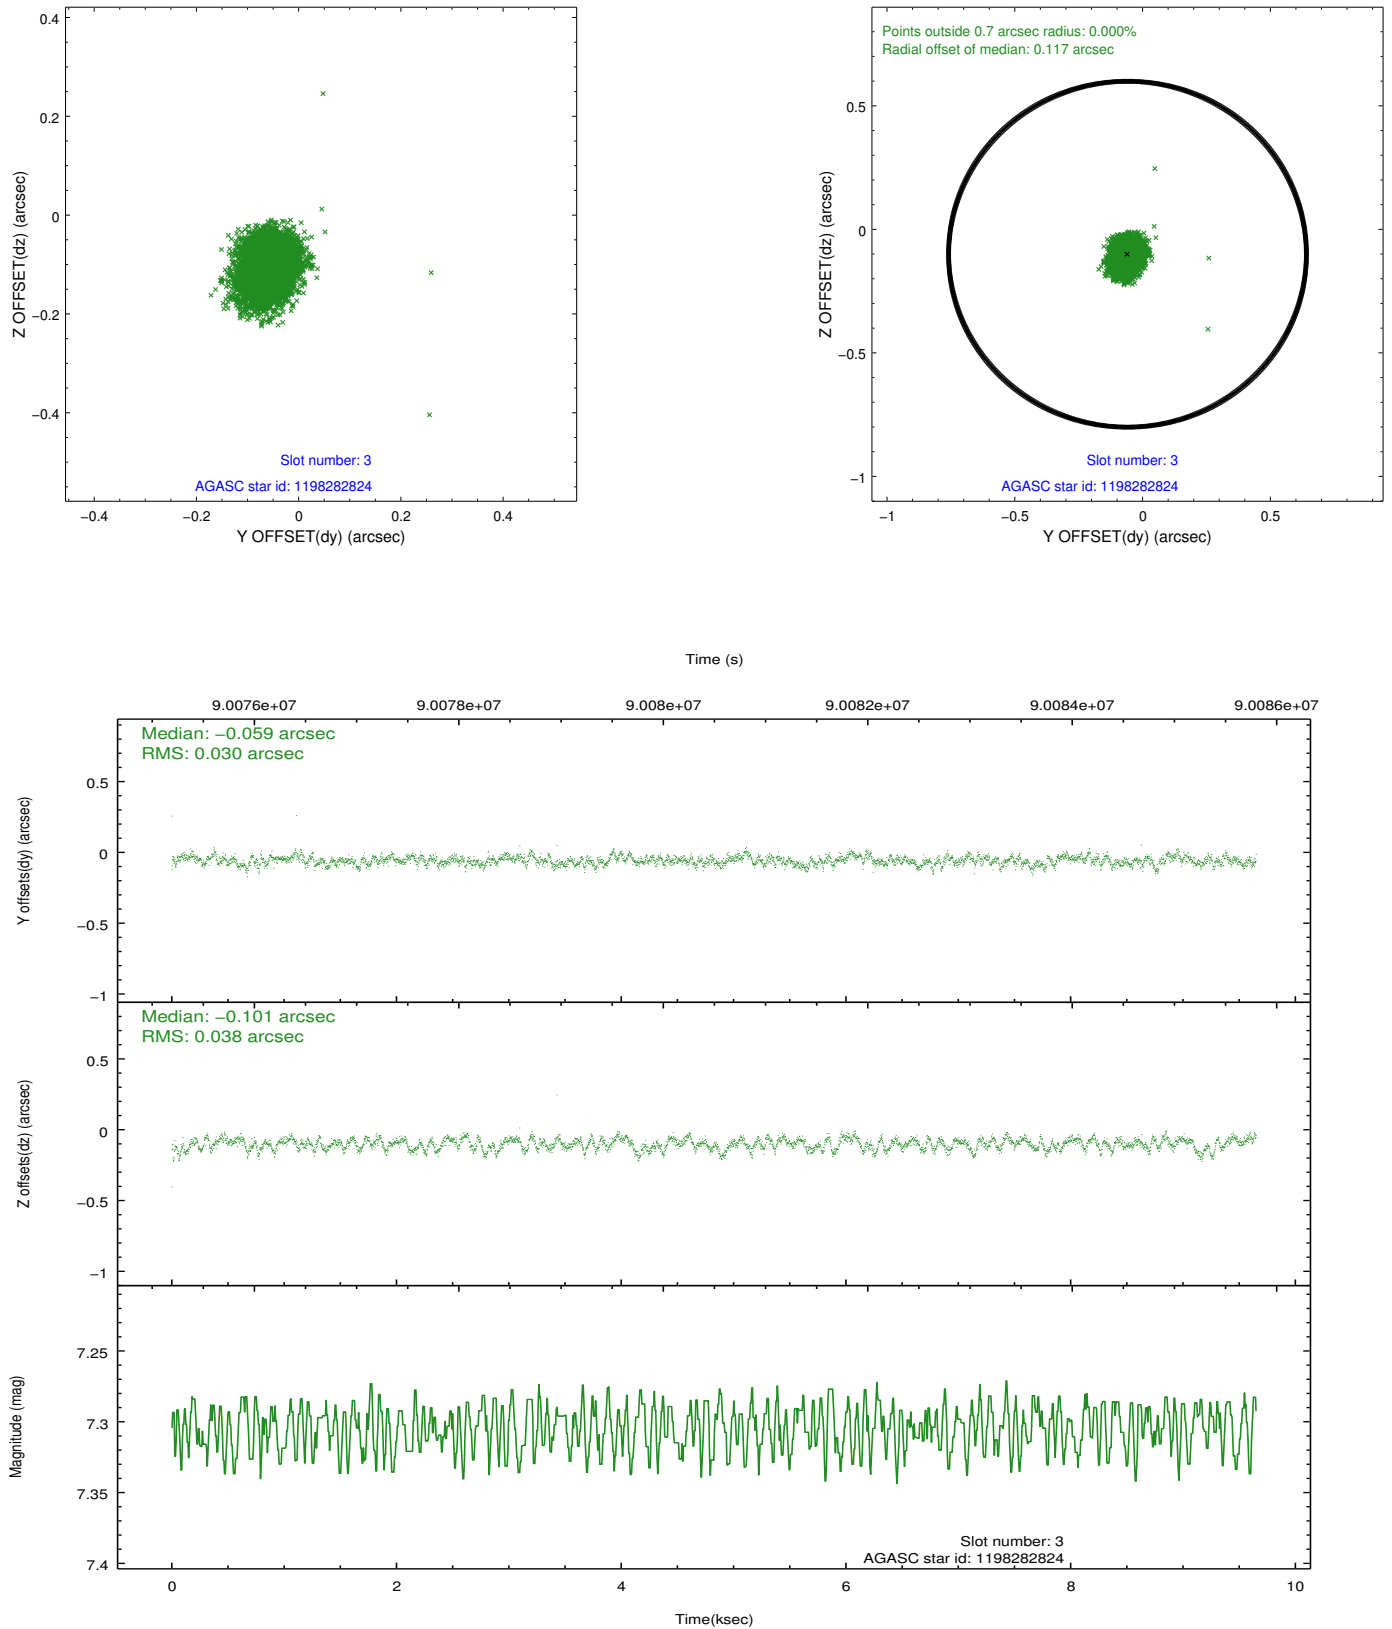 0.4
0.2
0
−0.2
−0.4
Z OFFSET(dz) (arcsec)
Slot number: 3
AGASC star id: 1198282824
−0.4 −0.2 0 0.2 0.4
Y OFFSET(dy) (arcsec)
Points outside 0.7 arcsec radius: 0.000%
Radial offset of median: 0.117 arcsec
0.5
0
−0.5
−1
Z OFFSET(dz) (arcsec)
Slot number: 3
AGASC star id: 1198282824
−1 −0.5 0 0.5
Y OFFSET(dy) (arcsec)
Time (s)
9.0076e+07 9.0078e+07 9.008e+07 9.0082e+07 9.0084e+07 9.0086e+07
Median: −0.059 arcsec
RMS: 0.030 arcsec
0.5
0
−0.5
−1
Y offsets(dy) (arcsec)
Median: −0.101 arcsec
RMS: 0.038 arcsec
0.5
0
−0.5
−1
Z offsets(dz) (arcsec)
7.25
7.3
7.35
7.4
Magnitude (mag)
Slot number: 3
AGASC star id: 1198282824
0 2 4 6 8 10
Time(ksec)